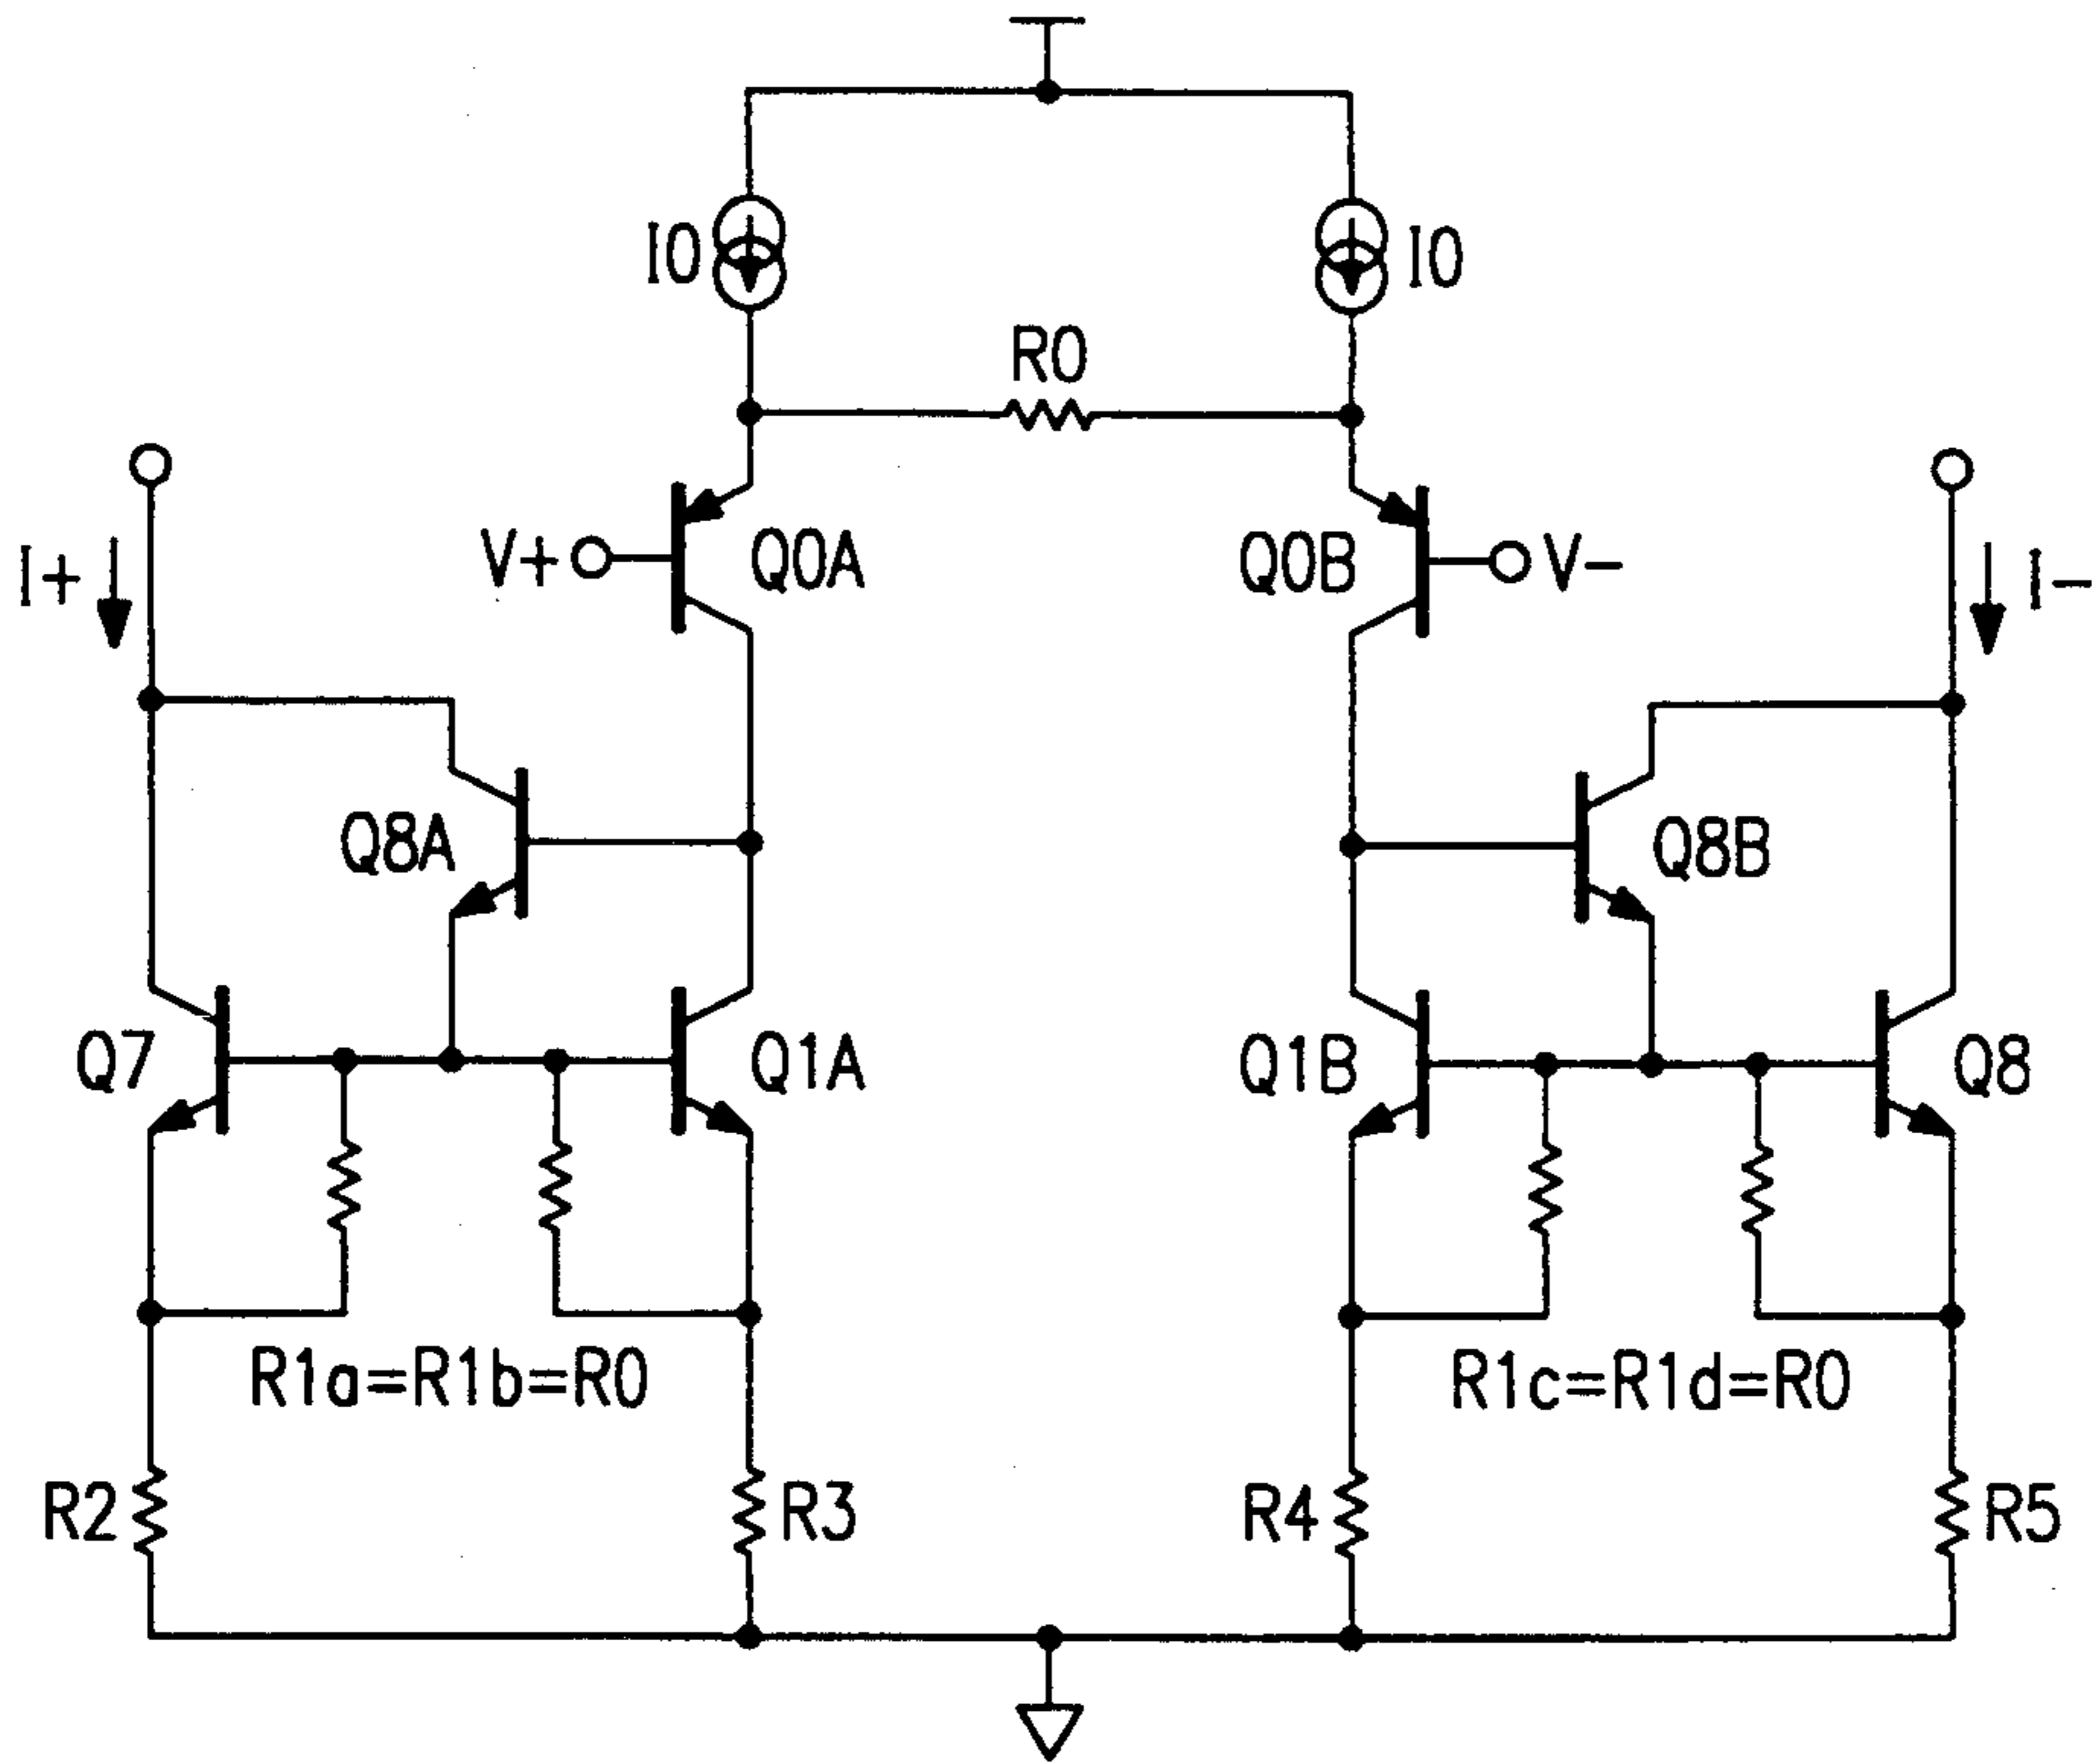 I0
I0
R0
I+
V+
Q0A
Q0B
V-
I-
Q8A
Q8B
Q7
Q1A
Q1B
Q8
R1a=R1b=R0
R1c=R1d=R0
R2
R3
R4
R5